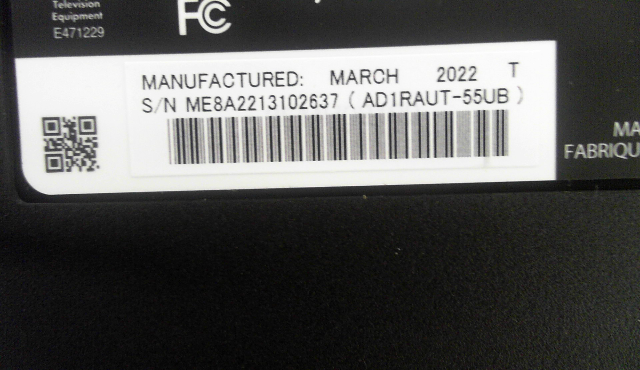 Television
Equipment
E471229
FC
MANUFACTURED: MARCH 2022 T
S/N ME8A2213102637 ( AD1RAUT-55UB )
MA
FABRIQU